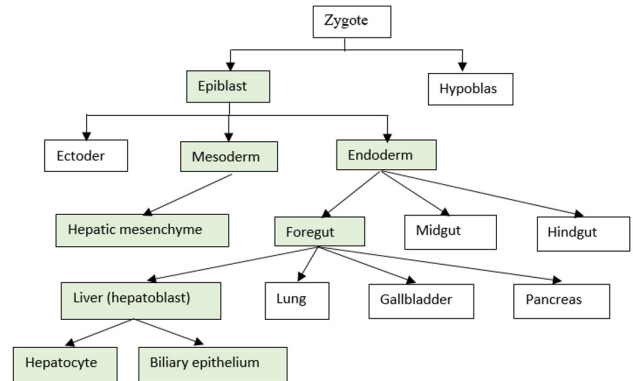 Zygote
Epiblast
Hypoblas
Ectoder
Mesoderm
Endoderm
Hepatic mesenchyme
Foregut
Midgut
Hindgut
Liver (hepatoblast)
Lung
Gallbladder
Pancreas
Hepatocyte
Biliary epithelium